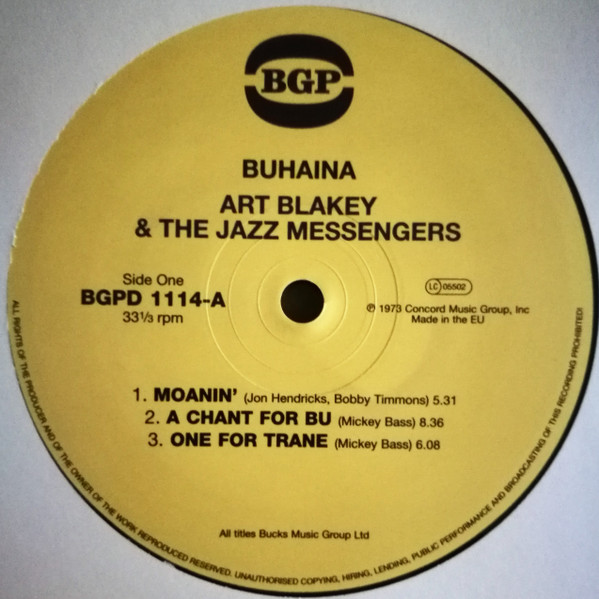 BGP
BUHAINA
ART BLAKEY
& THE JAZZ MESSENGERS
Side One
BGPD 1114-A
33⅓ rpm
LC 05502
℗ 1973 Concord Music Group, Inc
Made in the EU
1. MOANIN' (Jon Hendricks, Bobby Timmons) 5.31
2. A CHANT FOR BU (Mickey Bass) 8.36
3. ONE FOR TRANE (Mickey Bass) 6.08
All titles Bucks Music Group Ltd
ALL RIGHTS OF THE PRODUCER AND OF THE OWNER OF THE WORK REPRODUCED RESERVED. UNAUTHORISED COPYING, HIRING, LENDING, PUBLIC PERFORMANCE AND BROADCASTING OF THIS RECORDING PROHIBITED!